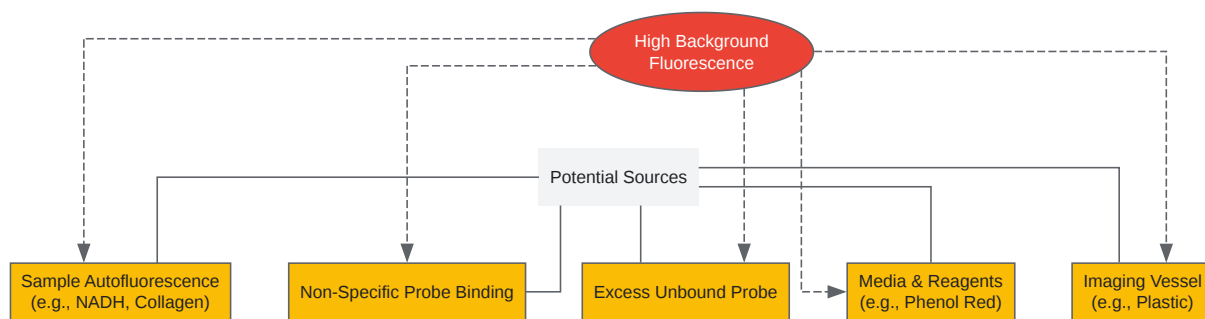 High Background
Fluorescence
Potential Sources
Sample Autofluorescence
(e.g., NADH, Collagen)
Non-Specific Probe Binding
Excess Unbound Probe
Media & Reagents
(e.g., Phenol Red)
Imaging Vessel
(e.g., Plastic)